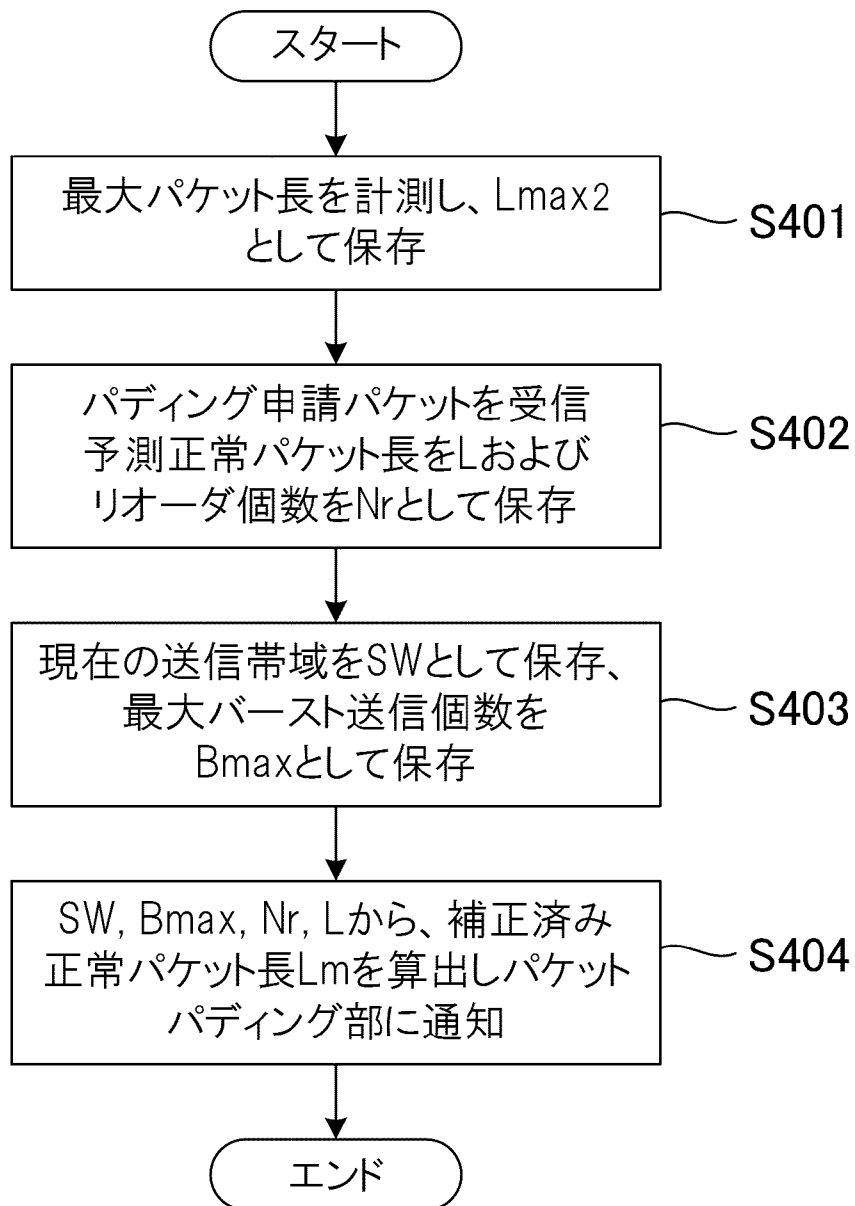 スタート
最大パケット長を計測し、Lmax2
として保存
S401
パディング申請パケットを受信
予測正常パケット長をLおよび
リオーダ個数をNrとして保存
S402
現在の送信帯域をSWとして保存、
最大バースト送信個数を
Bmaxとして保存
S403
SW, Bmax, Nr, Lから、補正済み
正常パケット長Lmを算出しパケット
パディング部に通知
S404
エンド